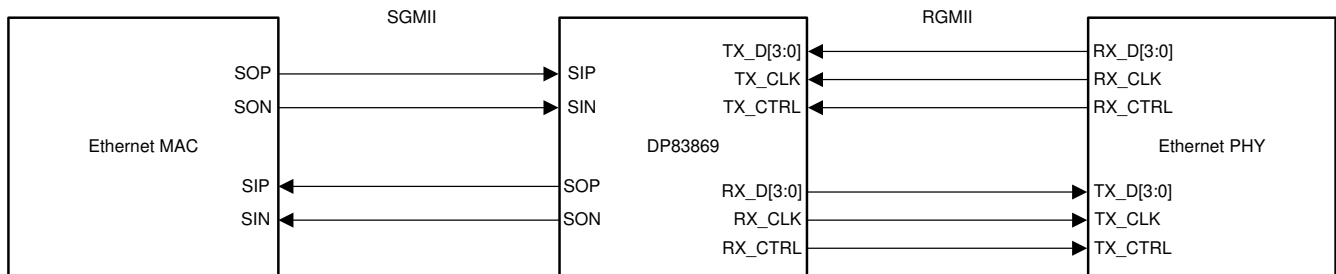 SGMII
RGMII
Ethernet MAC
SOP
SON
SIP
SIN
SIP
SIN
SOP
SON
DP83869
TX_D[3:0]
TX_CLK
TX_CTRL
RX_D[3:0]
RX_CLK
RX_CTRL
RX_D[3:0]
RX_CLK
RX_CTRL
Ethernet PHY
TX_D[3:0]
TX_CLK
TX_CTRL